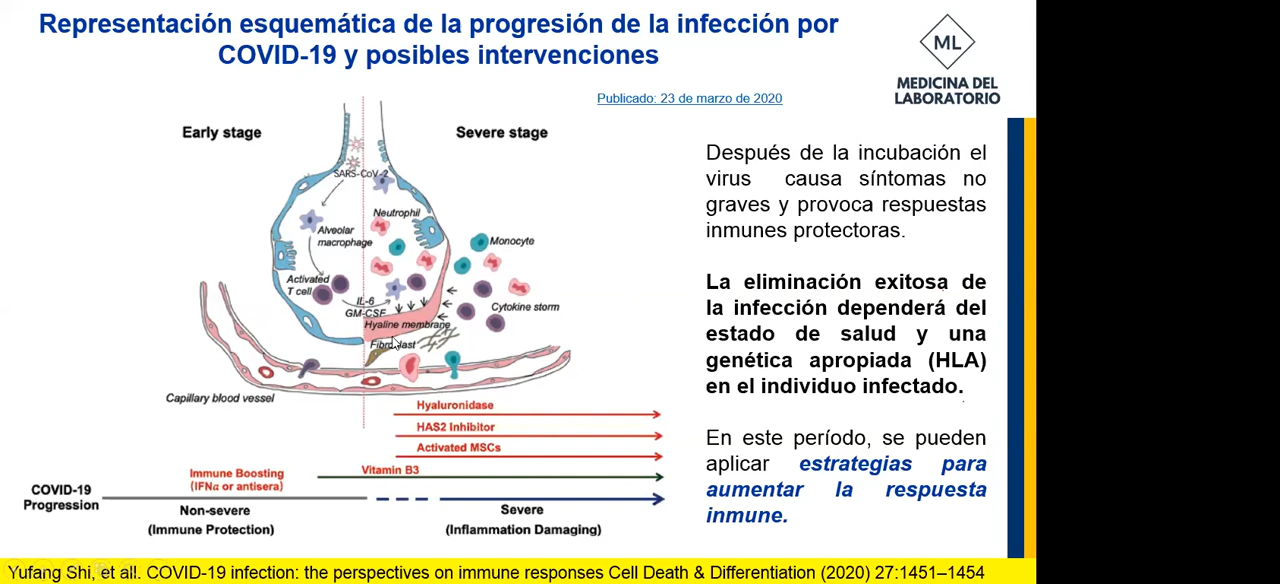 Representación esquemática de la progresión de la infección por
COVID-19 y posibles intervenciones
ML
MEDICINA DEL
LABORATORIO
Publicado: 23 de marzo de 2020
Early stage
Severe stage
SARS-CoV-2
Neutrophil
Alveolar
macrophage
Monocyte
Activated
T cell
IL-6
GM-CSF
Cytokine storm
Hyaline membrane
Fibroblast
Capillary blood vessel
Hyaluronidase
HAS2 Inhibitor
Activated MSCs
Vitamin B3
Immune Boosting
(IFNα or antisera)
COVID-19
Progression
Non-severe
(Immune Protection)
Severe
(Inflammation Damaging)
Después de la incubación el
virus causa síntomas no
graves y provoca respuestas
inmunes protectoras.
La eliminación exitosa de
la infección dependerá del
estado de salud y una
genética apropiada (HLA)
en el individuo infectado.
En este período, se pueden
aplicar estrategias para
aumentar la respuesta
inmune.
Yufang Shi, et all. COVID-19 infection: the perspectives on immune responses Cell Death & Differentiation (2020) 27:1451–1454